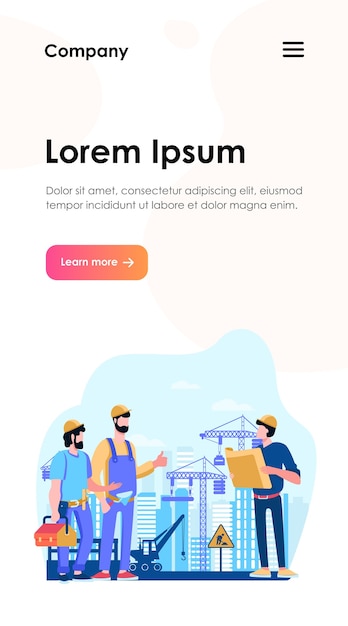 Company
Lorem Ipsum
Dolor sit amet, consectetur adipiscing elit, eiusmod
tempor incididunt ut labore et dolor magna enim.
Learn more →